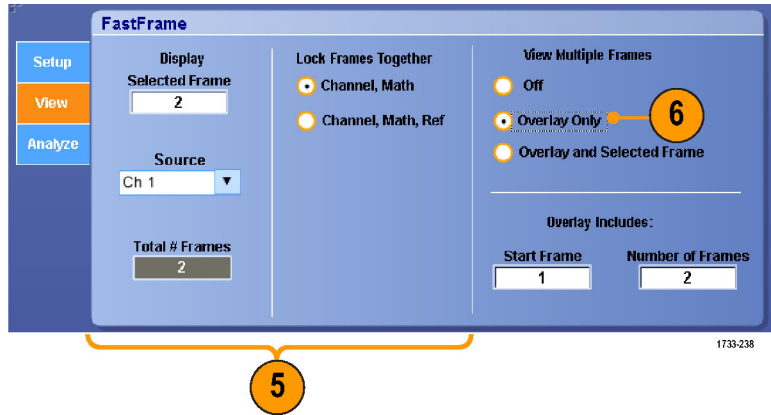 FastFrame
Setup
View
Analyze
Display
Selected Frame
2
Source
Ch 1
Total # Frames
2
Lock Frames Together
Channel, Math
Channel, Math, Ref
View Multiple Frames
Off
Overlay Only
6
Overlay and Selected Frame
Overlay Includes:
Start Frame Number of Frames
1 2
1733-238
5